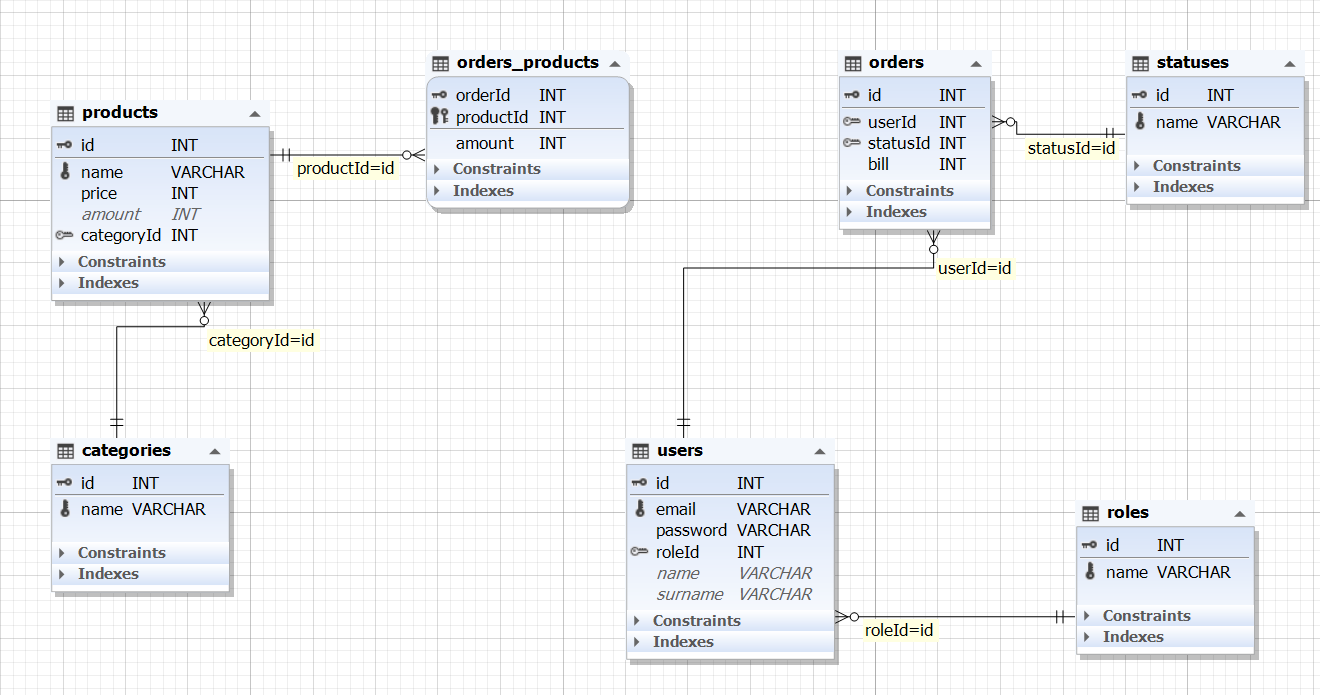 products
id INT
name VARCHAR
price INT
amount INT
categoryId INT
Constraints
Indexes
productId=id
orders_products
orderId INT
productId INT
amount INT
Constraints
Indexes
orders
id INT
userId INT
statusId INT
bill INT
Constraints
Indexes
statusId=id
statuses
id INT
name VARCHAR
Constraints
Indexes
userId=id
categoryId=id
categories
id INT
name VARCHAR
Constraints
Indexes
users
id INT
email VARCHAR
password VARCHAR
roleId INT
name VARCHAR
surname VARCHAR
Constraints
Indexes
roleId=id
roles
id INT
name VARCHAR
Constraints
Indexes